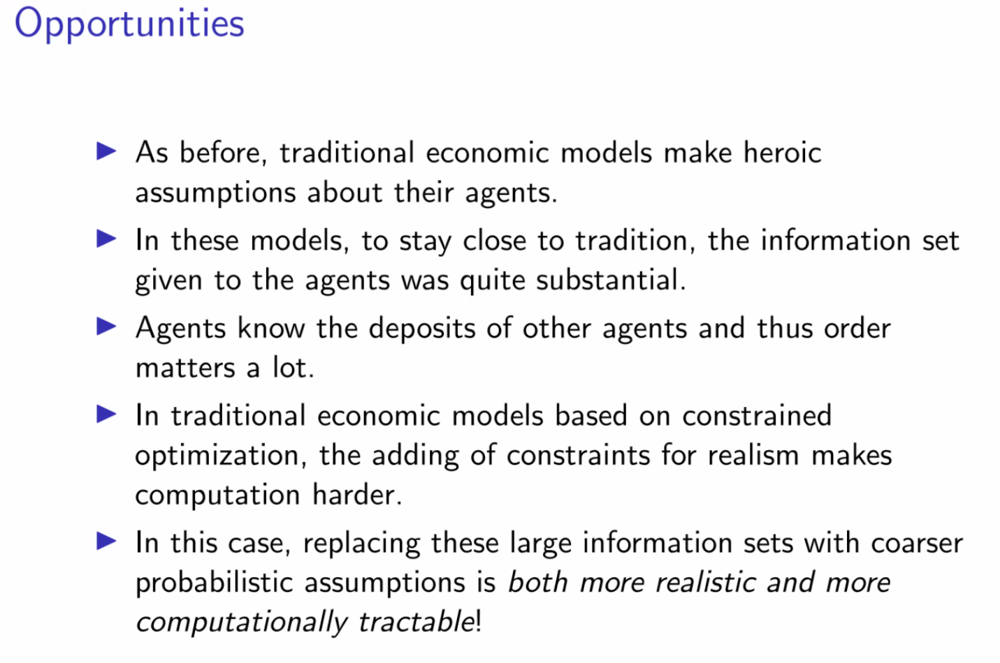 Opportunities
▶ As before, traditional economic models make heroic
assumptions about their agents.
▶ In these models, to stay close to tradition, the information set
given to the agents was quite substantial.
▶ Agents know the deposits of other agents and thus order
matters a lot.
▶ In traditional economic models based on constrained
optimization, the adding of constraints for realism makes
computation harder.
▶ In this case, replacing these large information sets with coarser
probabilistic assumptions is both more realistic and more
computationally tractable!